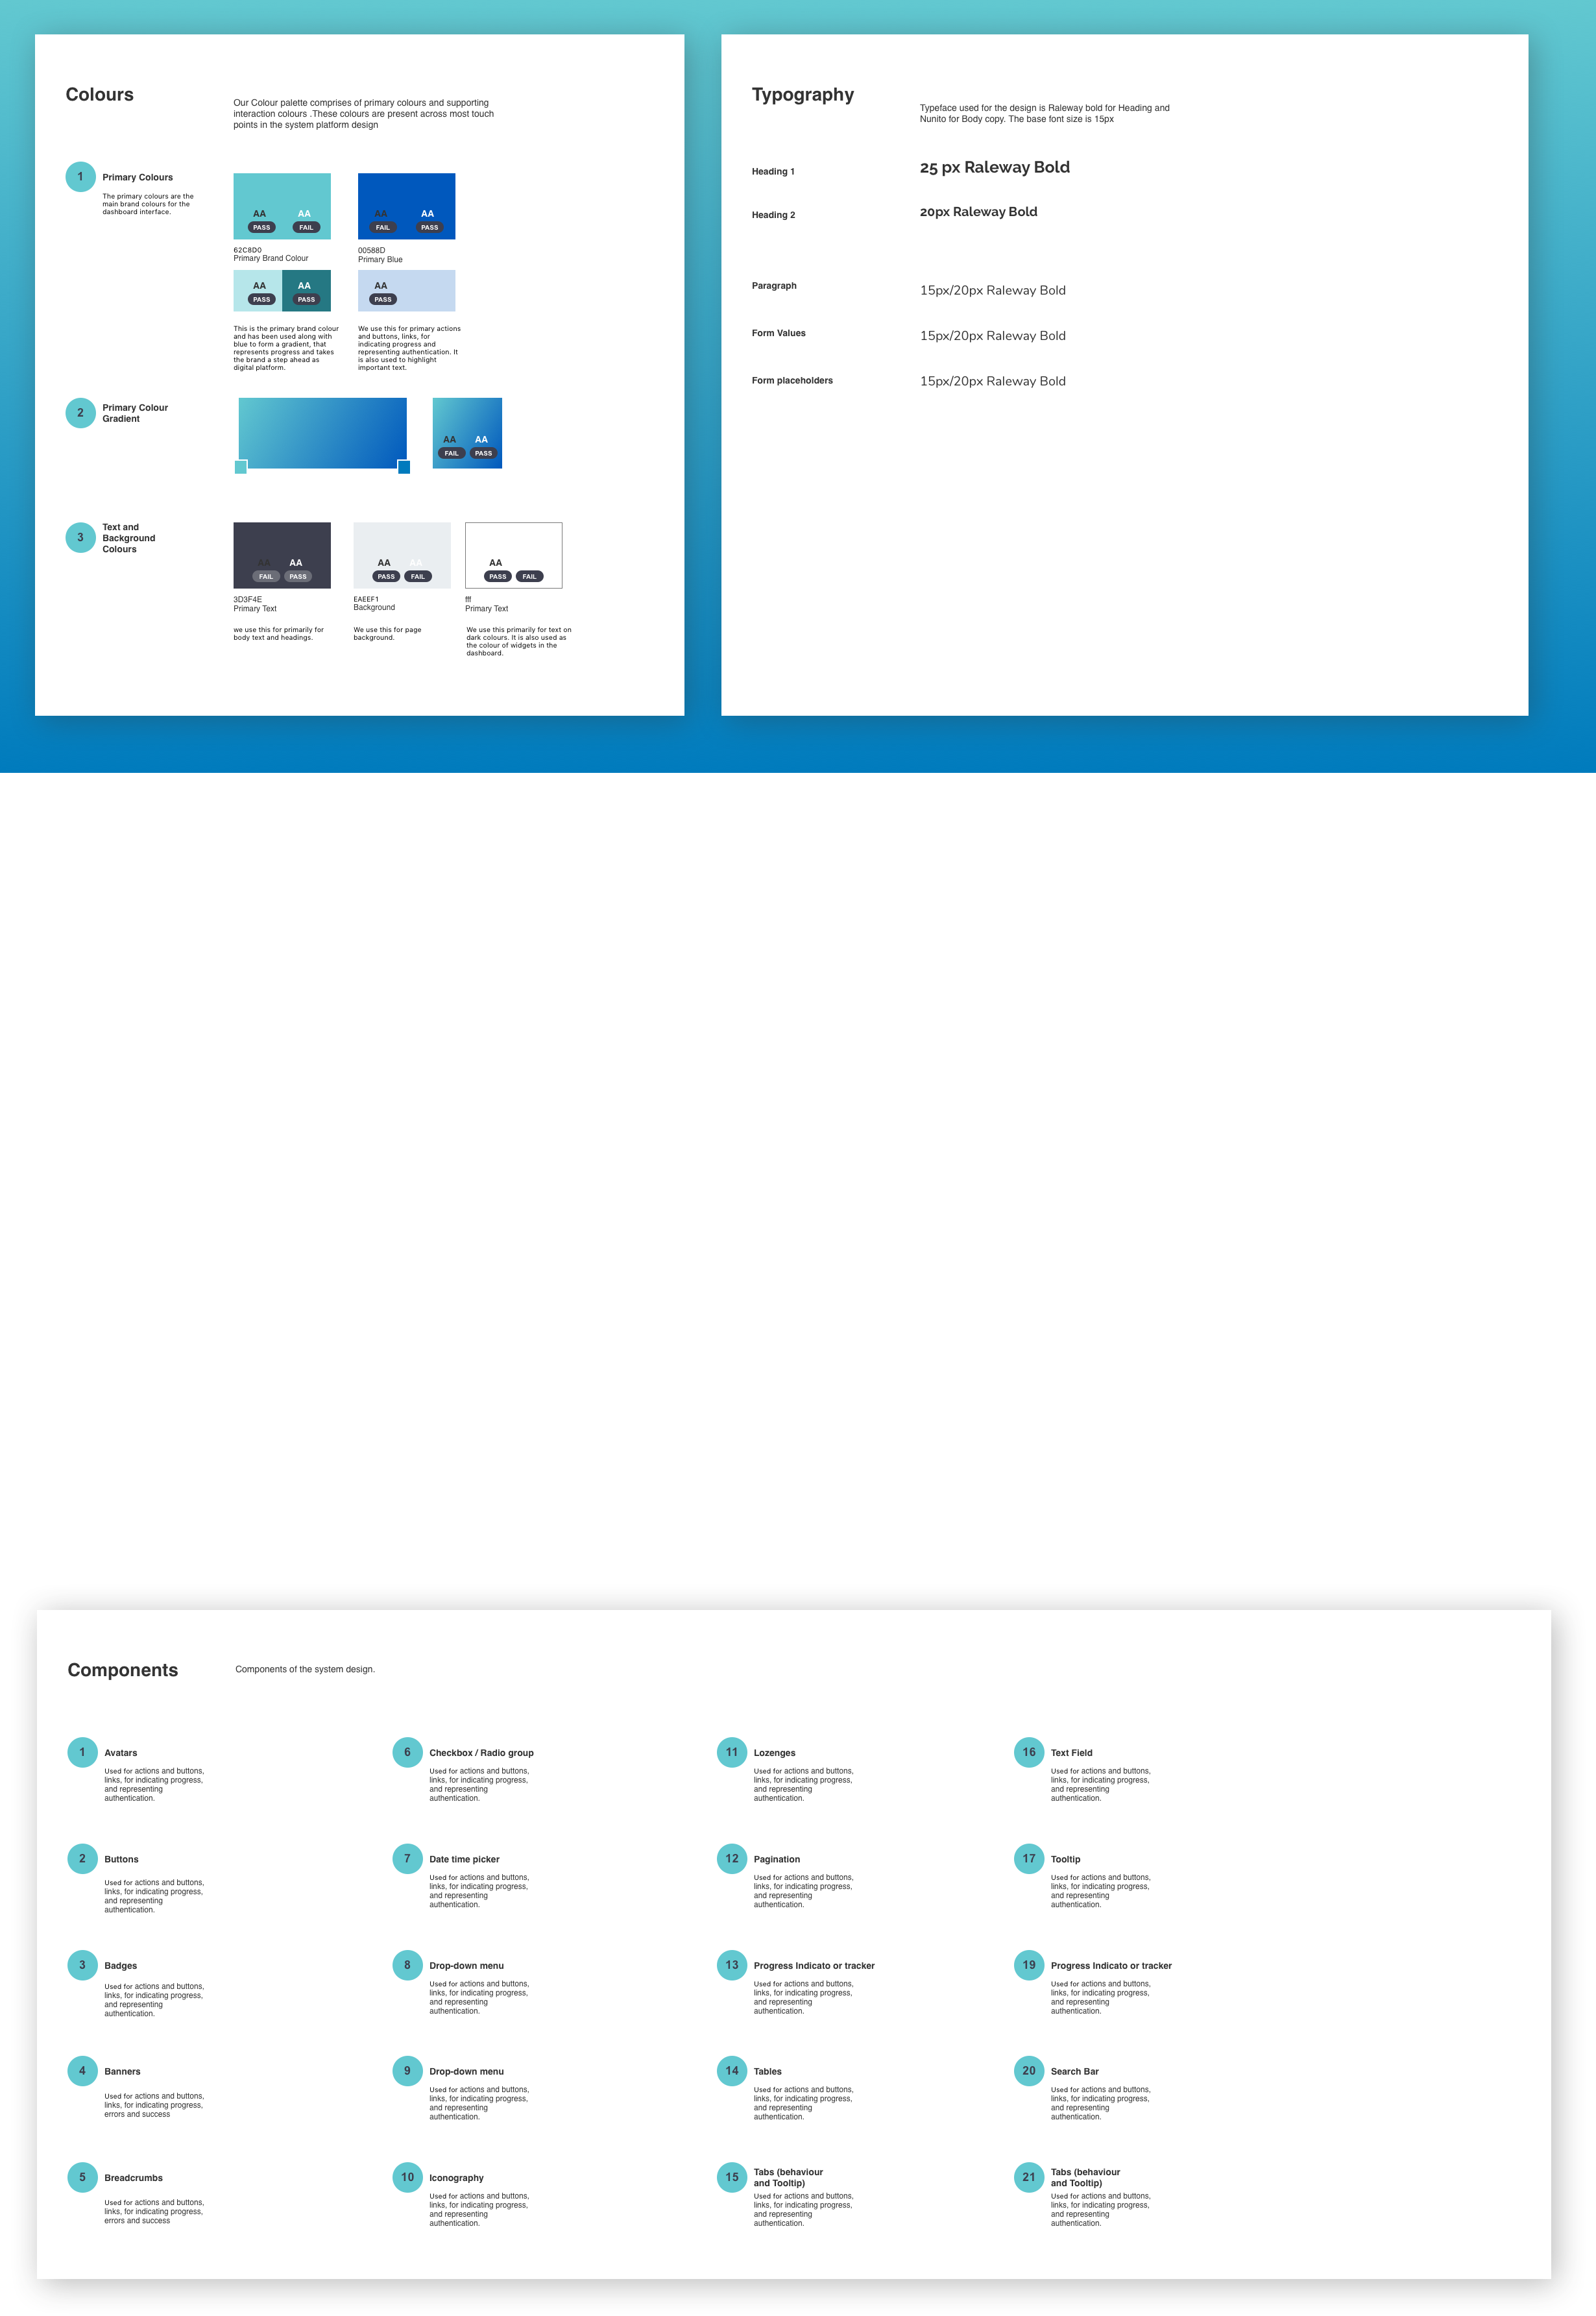 Colours
Our Colour palette comprises of primary colours and supporting
interaction colours .These colours are present across most touch
points in the system platform design
1
Primary Colours
The primary colours are the
main brand colours for the
dashboard interface.
AA AA
PASS FAIL
62C8D0
Primary Brand Colour
AA AA
PASS PASS
This is the primary brand colour
and has been used along with
blue to form a gradient, that
represents progress and takes
the brand a step ahead as
digital platform.
AA AA
FAIL PASS
00588D
Primary Blue
AA
PASS
We use this for primary actions
and buttons, links, for
indicating progress and
representing authentication. It
is also used to highlight
important text.
2
Primary Colour
Gradient
AA AA
FAIL PASS
3
Text and
Background
Colours
AA AA
FAIL PASS
3D3F4E
Primary Text
we use this for primarily for
body text and headings.
AA AA
PASS FAIL
EAEEF1
Background
We use this for page
background.
AA
PASS FAIL
fff
Primary Text
We use this primarily for text on
dark colours. It is also used as
the colour of widgets in the
dashboard.
Typography
Typeface used for the design is Raleway bold for Heading and
Nunito for Body copy. The base font size is 15px
Heading 1
25 px Raleway Bold
Heading 2
20px Raleway Bold
Paragraph
15px/20px Raleway Bold
Form Values
15px/20px Raleway Bold
Form placeholders
15px/20px Raleway Bold
Components
Components of the system design.
1
Avatars
Used for actions and buttons,
links, for indicating progress,
and representing
authentication.
2
Buttons
Used for actions and buttons,
links, for indicating progress,
and representing
authentication.
3
Badges
Used for actions and buttons,
links, for indicating progress,
and representing
authentication.
4
Banners
Used for actions and buttons,
links, for indicating progress,
errors and success
5
Breadcrumbs
Used for actions and buttons,
links, for indicating progress,
errors and success
6
Checkbox / Radio group
Used for actions and buttons,
links, for indicating progress,
and representing
authentication.
7
Date time picker
Used for actions and buttons,
links, for indicating progress,
and representing
authentication.
8
Drop-down menu
Used for actions and buttons,
links, for indicating progress,
and representing
authentication.
9
Drop-down menu
Used for actions and buttons,
links, for indicating progress,
and representing
authentication.
10
Iconography
Used for actions and buttons,
links, for indicating progress,
and representing
authentication.
11
Lozenges
Used for actions and buttons,
links, for indicating progress,
and representing
authentication.
12
Pagination
Used for actions and buttons,
links, for indicating progress,
and representing
authentication.
13
Progress Indicato or tracker
Used for actions and buttons,
links, for indicating progress,
and representing
authentication.
14
Tables
Used for actions and buttons,
links, for indicating progress,
and representing
authentication.
15
Tabs (behaviour
and Tooltip)
Used for actions and buttons,
links, for indicating progress,
and representing
authentication.
16
Text Field
Used for actions and buttons,
links, for indicating progress,
and representing
authentication.
17
Tooltip
Used for actions and buttons,
links, for indicating progress,
and representing
authentication.
19
Progress Indicato or tracker
Used for actions and buttons,
links, for indicating progress,
and representing
authentication.
20
Search Bar
Used for actions and buttons,
links, for indicating progress,
and representing
authentication.
21
Tabs (behaviour
and Tooltip)
Used for actions and buttons,
links, for indicating progress,
and representing
authentication.